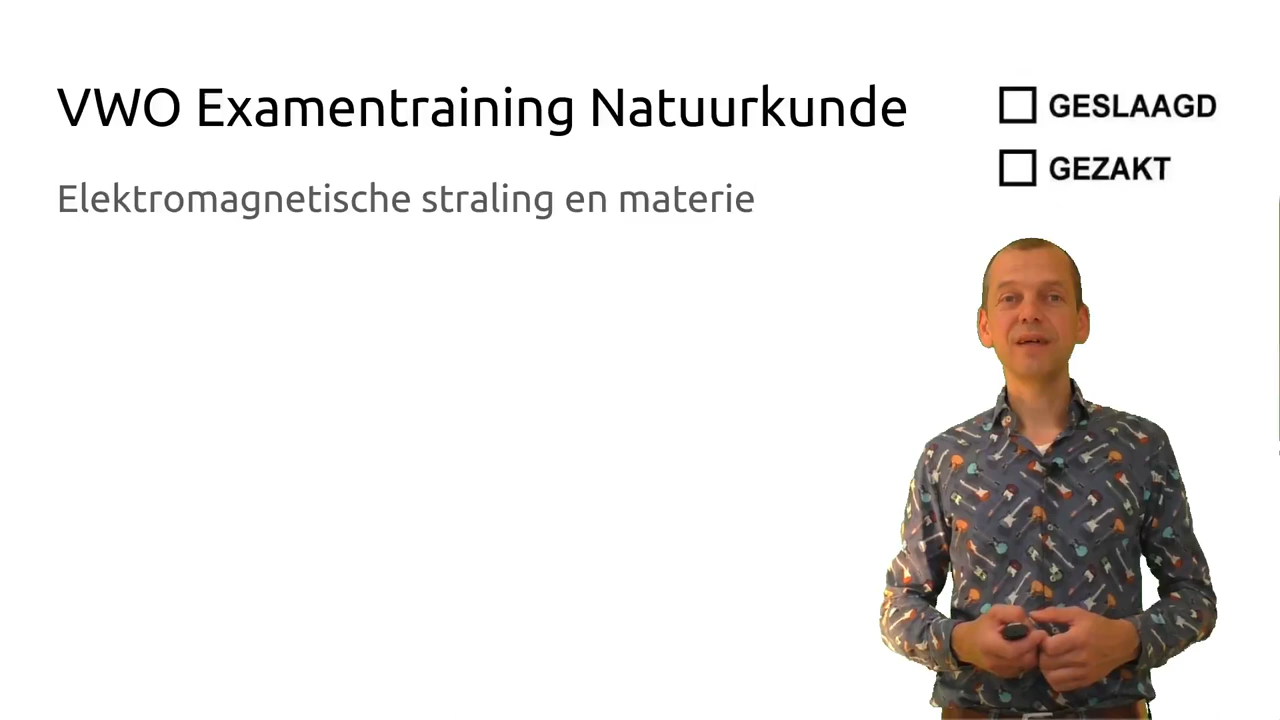 VWO Examentraining Natuurkunde
Elektromagnetische straling en materie
GESLAAGD
GEZAKT